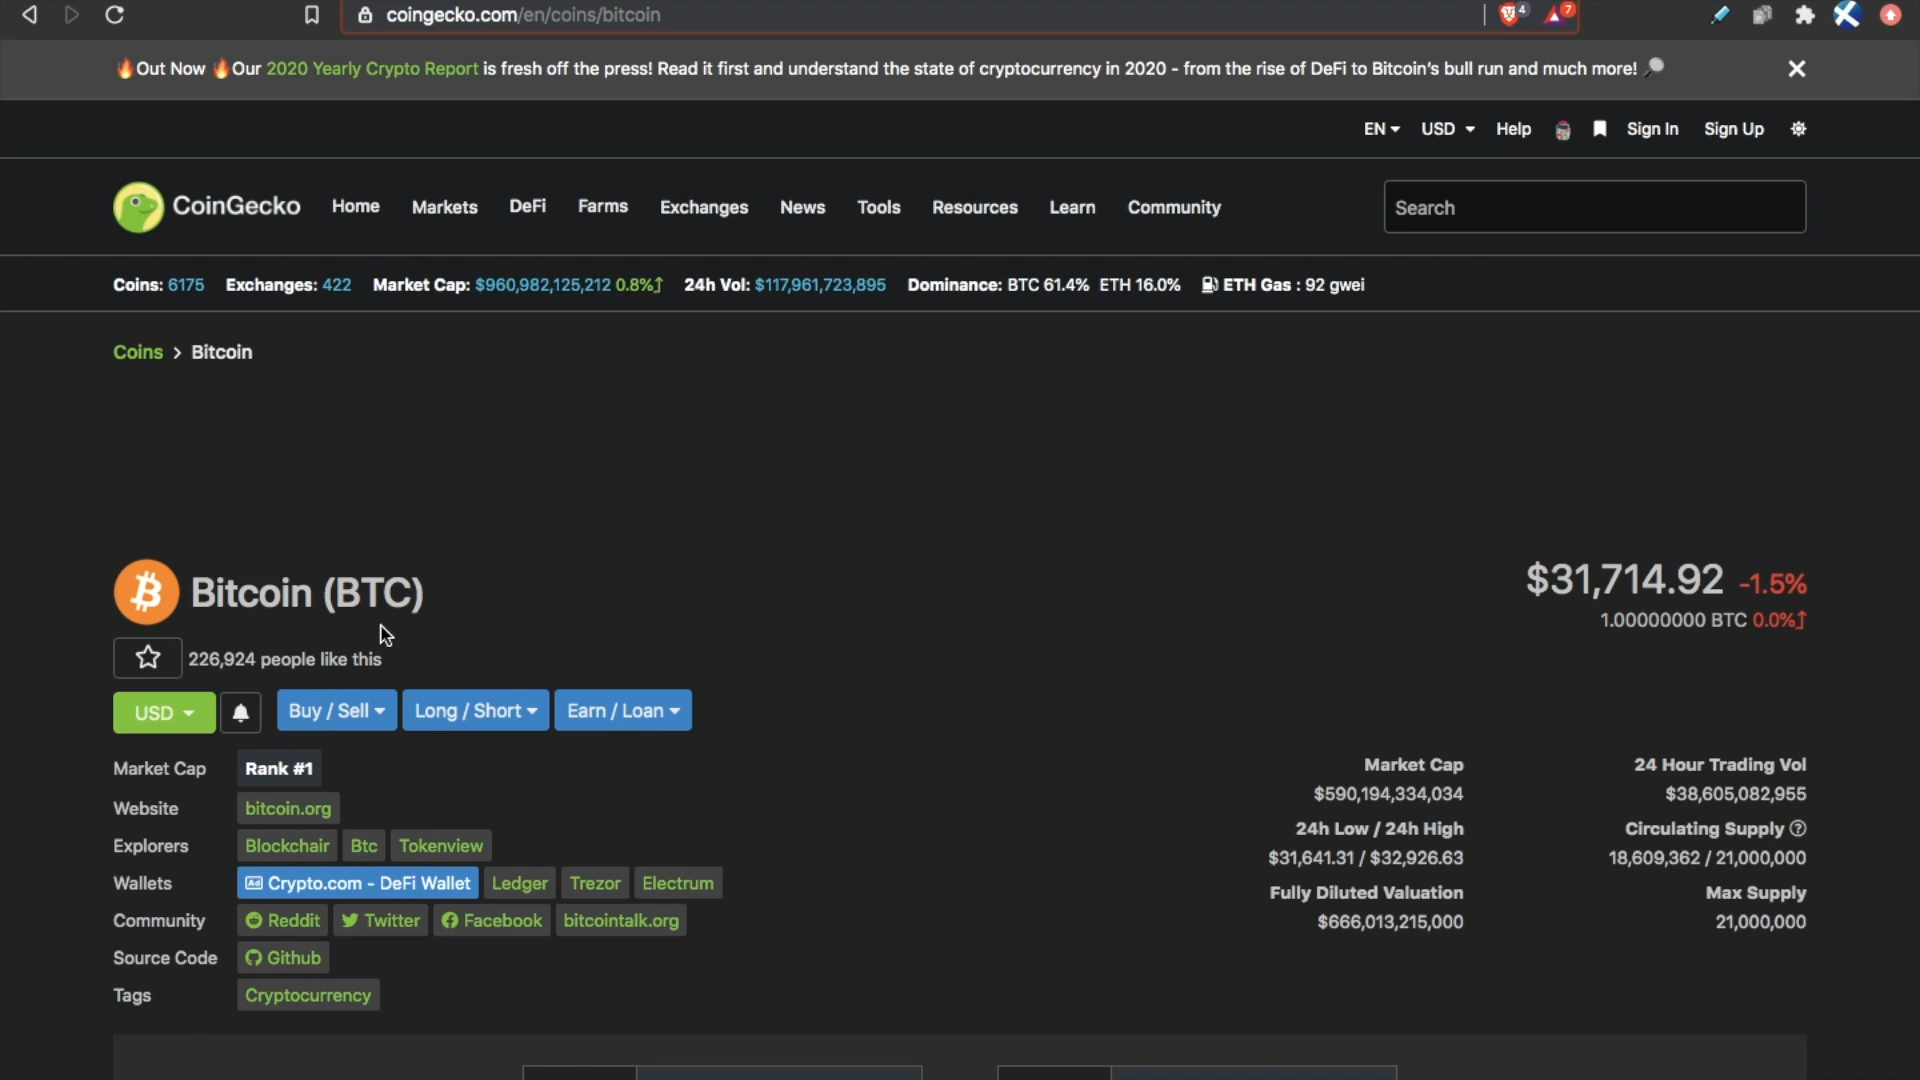 coingecko.com/en/coins/bitcoin
4
7
Out Now Our 2020 Yearly Crypto Report is fresh off the press! Read it first and understand the state of cryptocurrency in 2020 - from the rise of DeFi to Bitcoin's bull run and much more!
EN USD Help Sign In Sign Up
CoinGecko Home Markets DeFi Farms Exchanges News Tools Resources Learn Community Search
Coins: 6175 Exchanges: 422 Market Cap: $960,982,125,212 0.8% 24h Vol: $117,961,723,895 Dominance: BTC 61.4% ETH 16.0% ETH Gas : 92 gwei
Coins > Bitcoin
Bitcoin (BTC)
$31,714.92 -1.5%
1.00000000 BTC 0.0%
226,924 people like this
USD Buy / Sell Long / Short Earn / Loan
Market Cap Rank #1
Website bitcoin.org
Explorers Blockchair Btc Tokenview
Wallets Ad Crypto.com - DeFi Wallet Ledger Trezor Electrum
Community Reddit Twitter Facebook bitcointalk.org
Source Code Github
Tags Cryptocurrency
Market Cap
$590,194,334,034
24h Low / 24h High
$31,641.31 / $32,926.63
Fully Diluted Valuation
$666,013,215,000
24 Hour Trading Vol
$38,605,082,955
Circulating Supply ?
18,609,362 / 21,000,000
Max Supply
21,000,000